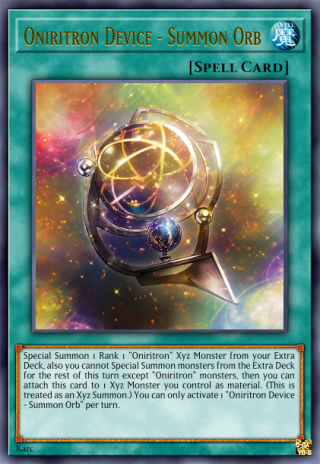 Oniritron Device - Summon Orb
魔
[Spell Card]
Special Summon 1 Rank 1 "Oniritron" Xyz Monster from your Extra
Deck, also you cannot Special Summon monsters from the Extra Deck
for the rest of this turn except "Oniritron" monsters, then you can
attach this card to 1 Xyz Monster you control as material. (This is
treated as an Xyz Summon.) You can only activate 1 "Oniritron Device
- Summon Orb" per turn.
Xarc